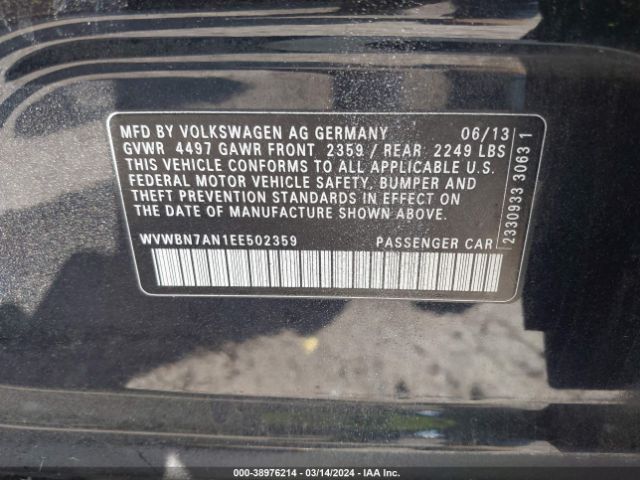 MFD BY VOLKSWAGEN AG GERMANY 06/13
GVWR 4497 GAWR FRONT 2359 / REAR 2249 LBS
THIS VEHICLE CONFORMS TO ALL APPLICABLE U.S.
FEDERAL MOTOR VEHICLE SAFETY, BUMPER AND
THEFT PREVENTION STANDARDS IN EFFECT ON
THE DATE OF MANUFACTURE SHOWN ABOVE.
WVWBN7AN1EE502359 PASSENGER CAR
2330933 3063 1
000-38976214 - 03/14/2024 - IAA Inc.